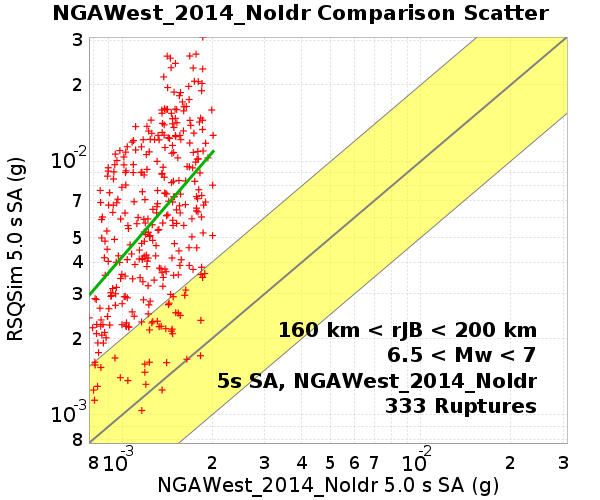 NGAWest_2014_NoIdr Comparison Scatter
RSQSim 5.0 s SA (g)
3
2
10-2
7
5
4
3
2
10-3
8
160 km < rJB < 200 km
6.5 < Mw < 7
5s SA, NGAWest_2014_NoIdr
333 Ruptures
8 10-3 2 3 4 5 6 7 10-2 2 3
NGAWest_2014_NoIdr 5.0 s SA (g)